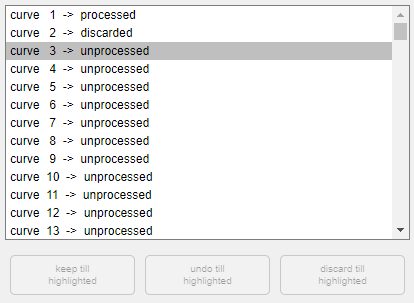 curve 1 -> processed
curve 2 -> discarded
curve 3 -> unprocessed
curve 4 -> unprocessed
curve 5 -> unprocessed
curve 6 -> unprocessed
curve 7 -> unprocessed
curve 8 -> unprocessed
curve 9 -> unprocessed
curve 10 -> unprocessed
curve 11 -> unprocessed
curve 12 -> unprocessed
curve 13 -> unprocessed
keep till
highlighted
undo till
highlighted
discard till
highlighted